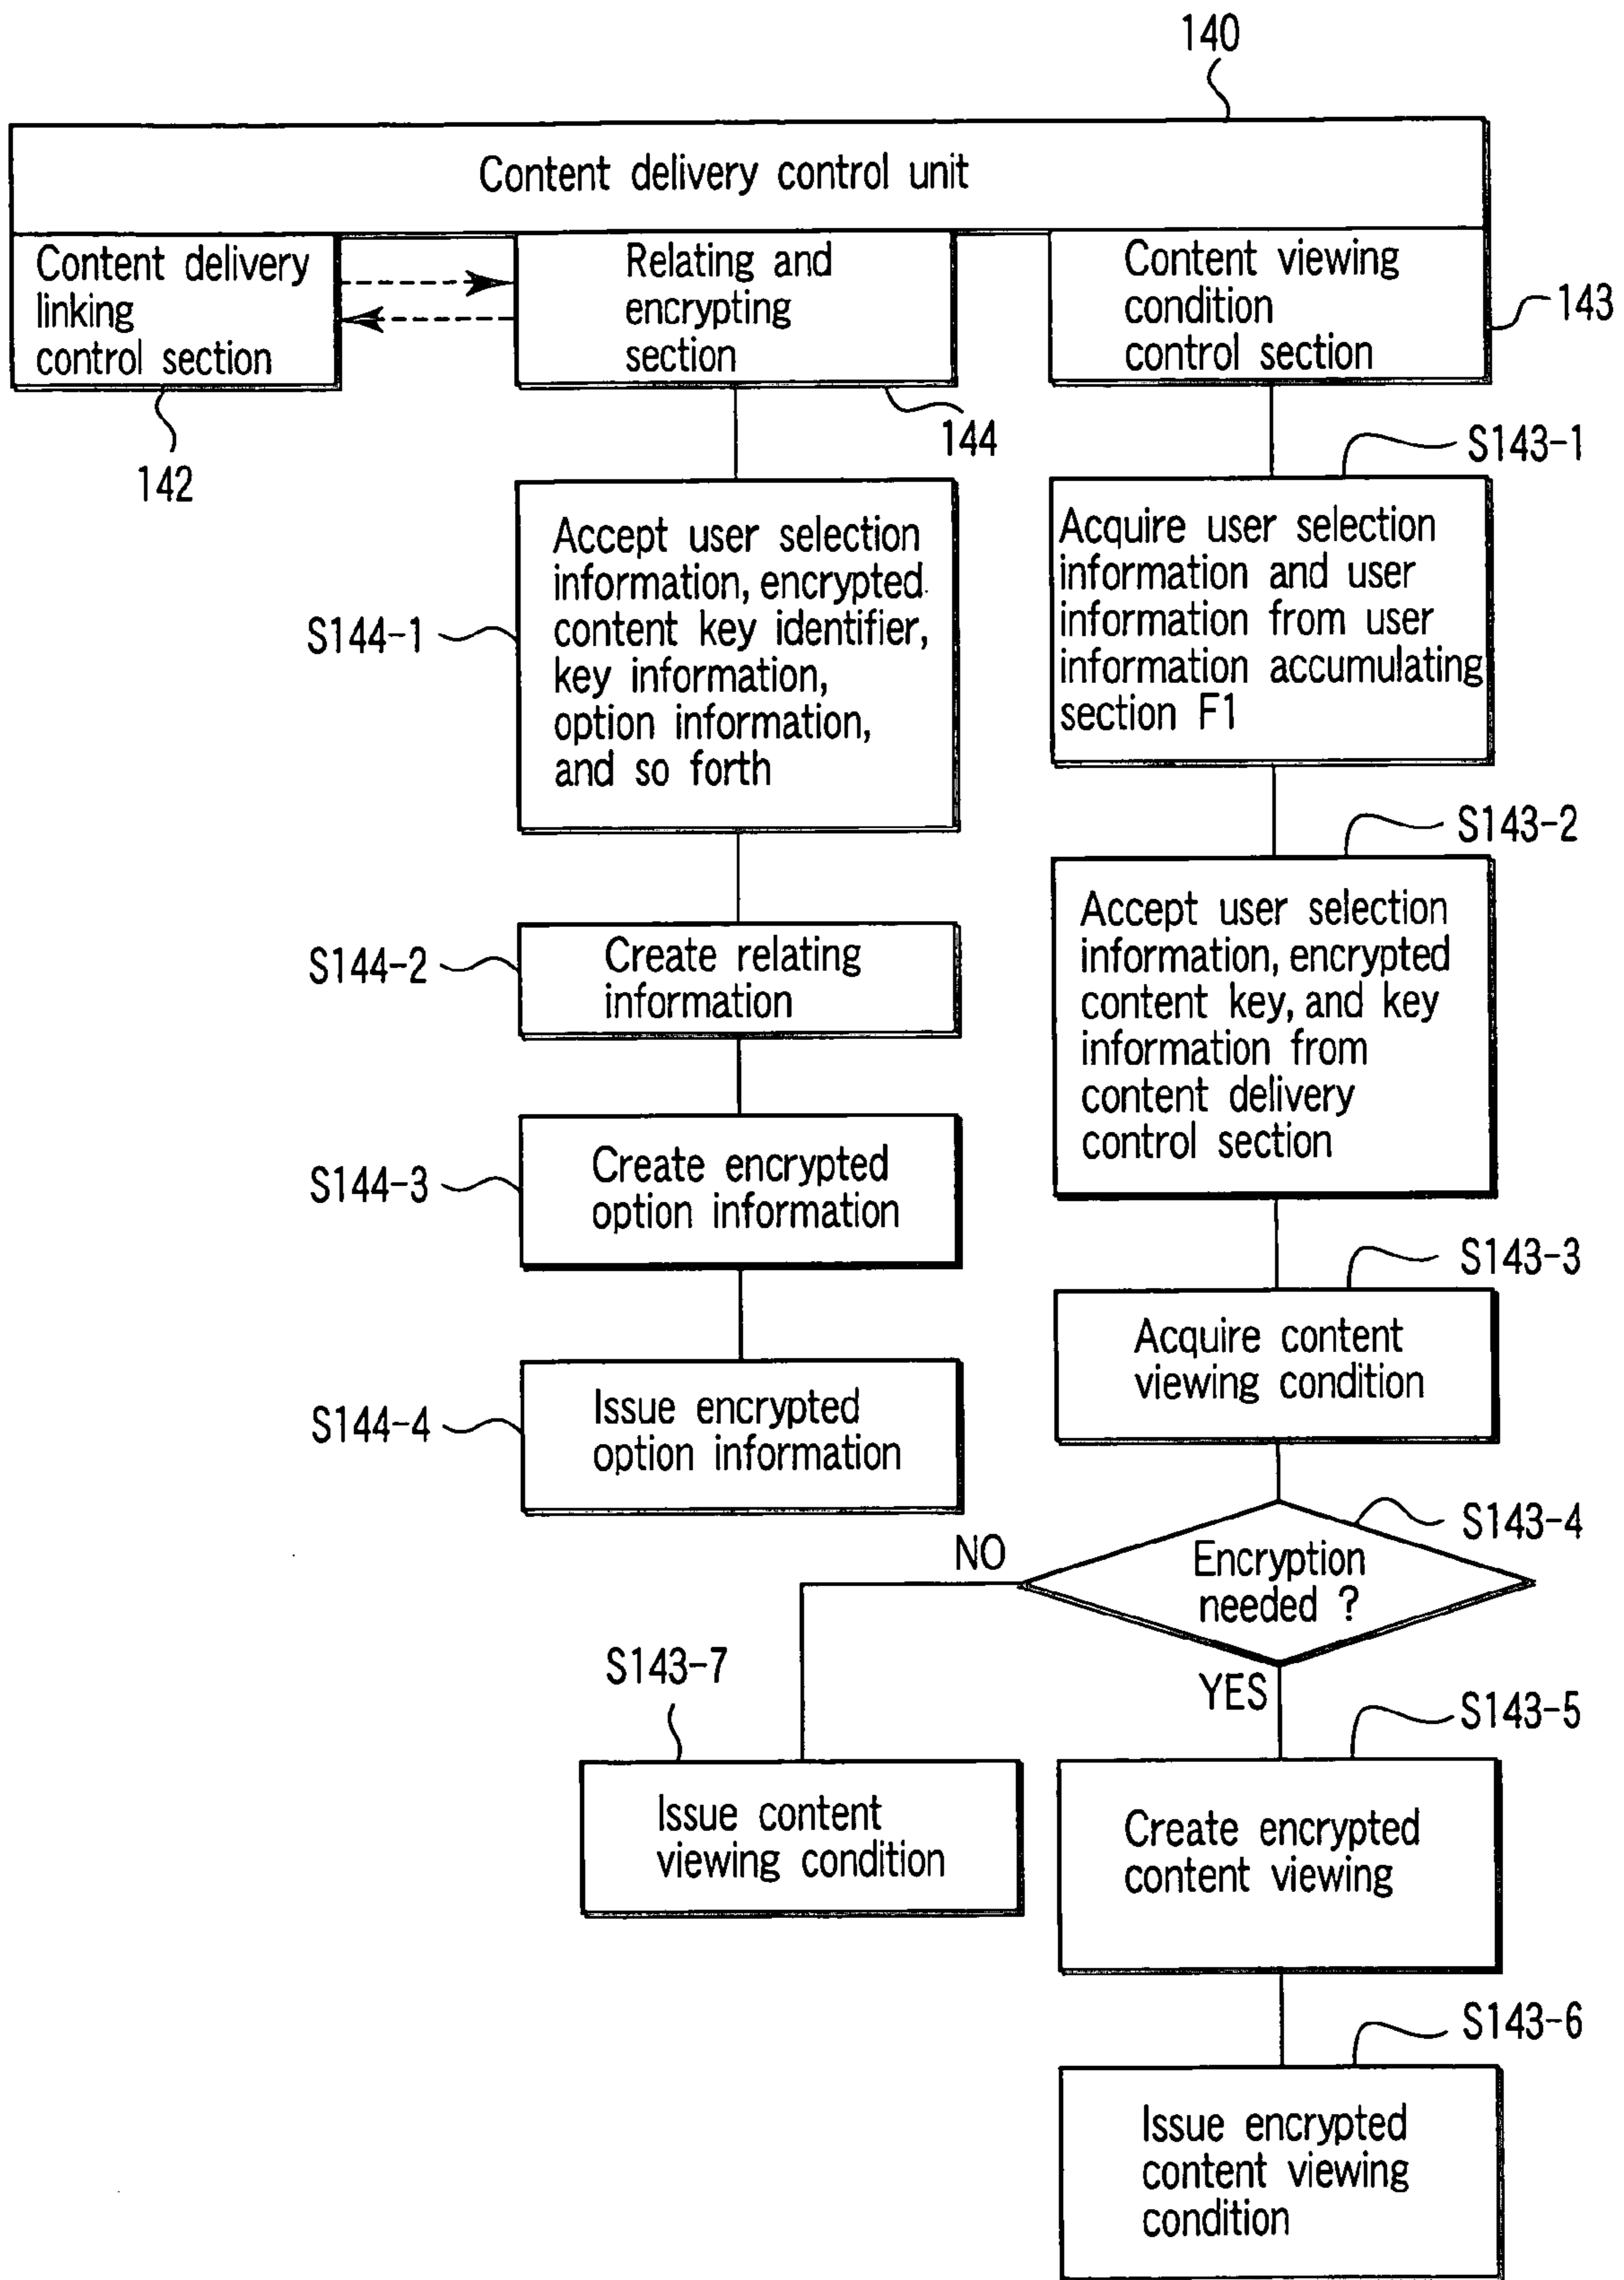 140
Content delivery control unit
Content delivery
linking
control section
142
Relating and
encrypting
section
144
Content viewing
condition
control section
143
S144-1
Accept user selection
information, encrypted
content key identifier,
key information,
option information,
and so forth
S144-2
Create relating
information
S144-3
Create encrypted
option information
S144-4
Issue encrypted
option information
S143-1
Acquire user selection
information and user
information from user
information accumulating
section F1
S143-2
Accept user selection
information, encrypted
content key, and key
information from
content delivery
control section
S143-3
Acquire content
viewing condition
S143-4
Encryption
needed ?
NO
YES
S143-7
Issue content
viewing condition
S143-5
Create encrypted
content viewing
S143-6
Issue encrypted
content viewing
condition